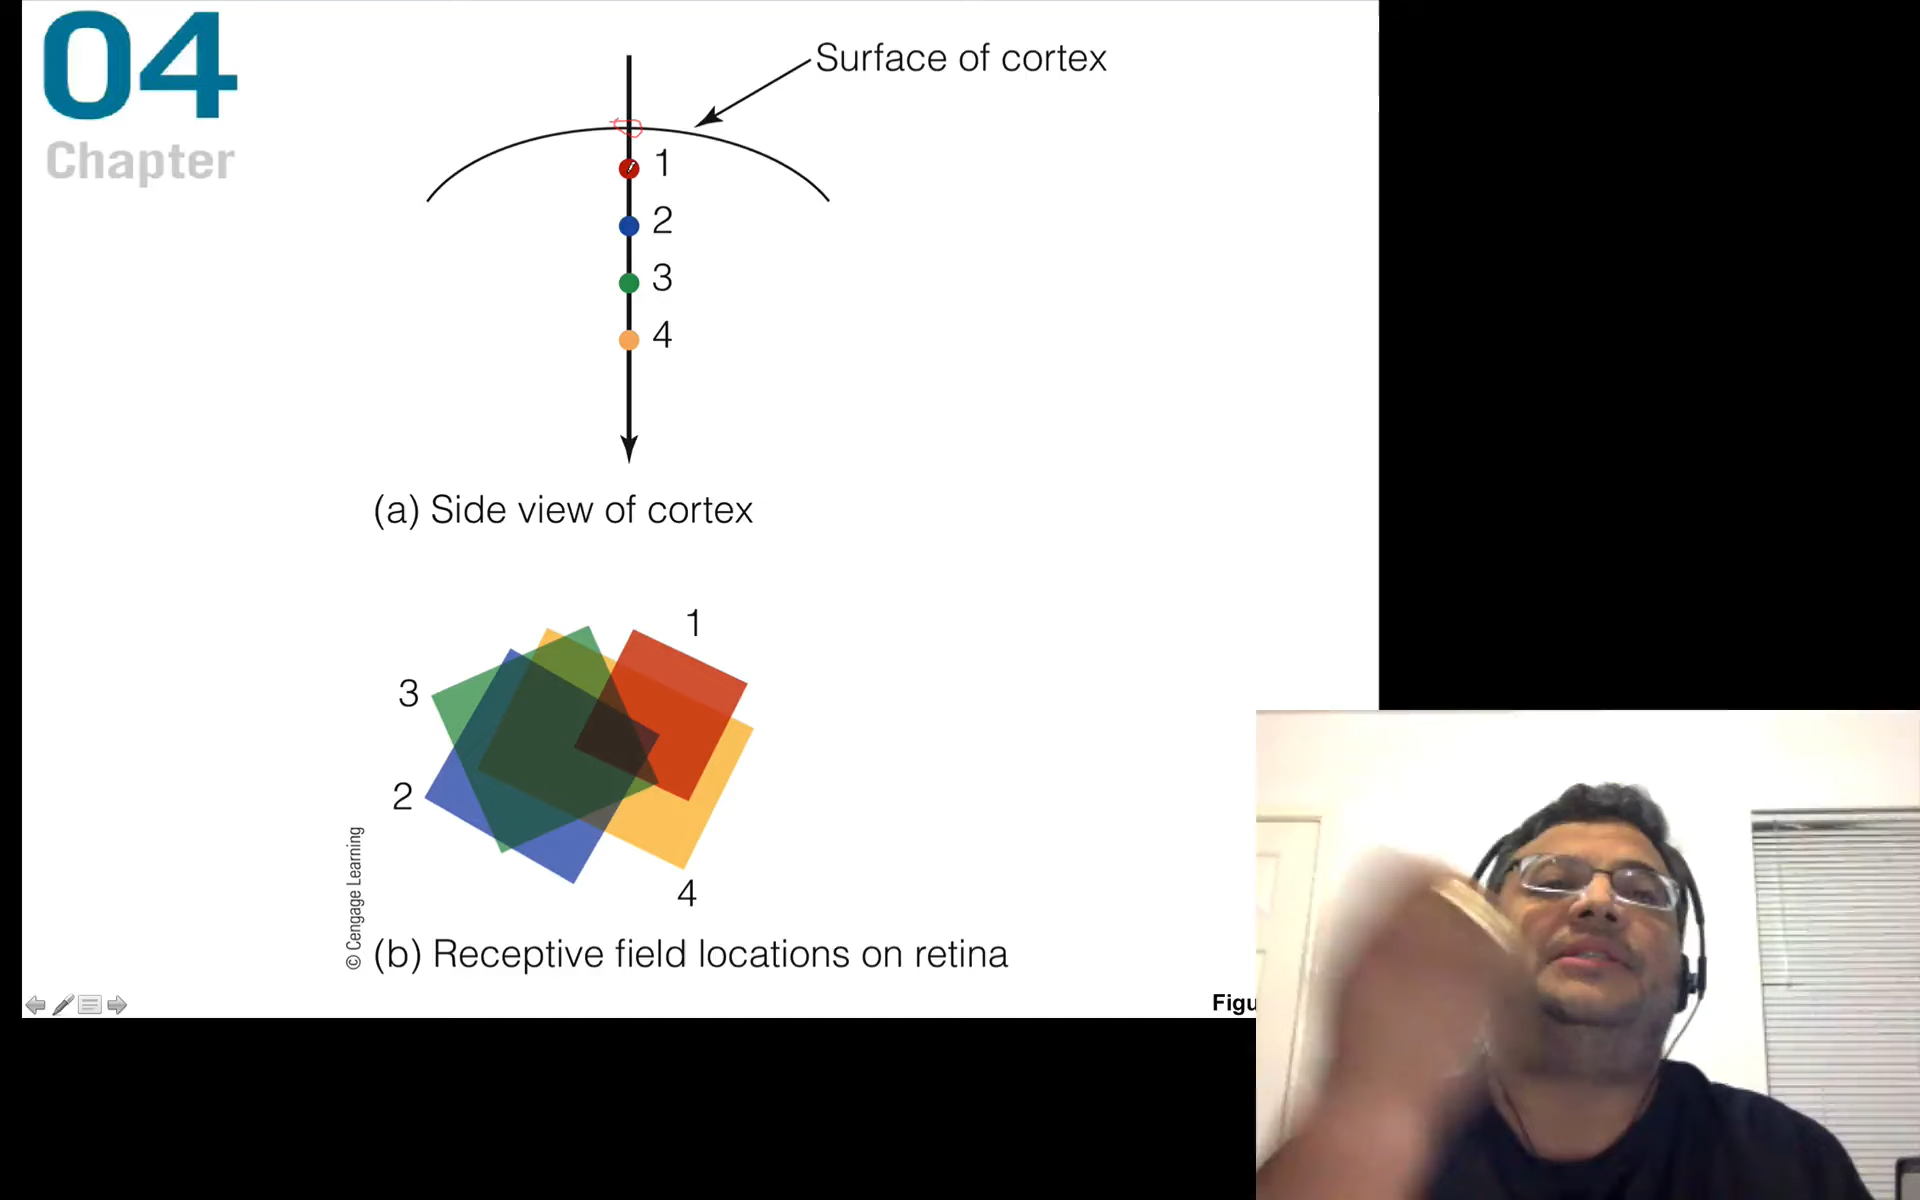 04
Chapter
Surface of cortex
1
2
3
4
(a) Side view of cortex
1
3
2
4
© Cengage Learning
(b) Receptive field locations on retina
Figu